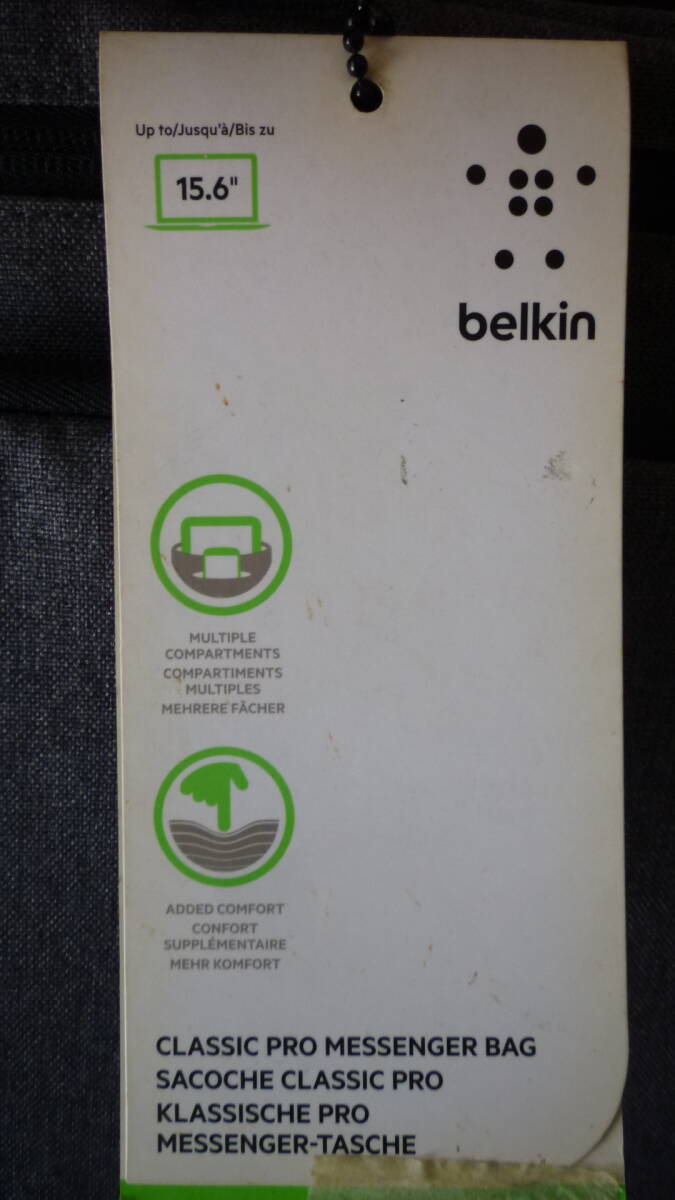 Up to/Jusqu'à/Bis zu
15.6"
belkin
MULTIPLE
COMPARTMENTS
COMPARTIMENTS
MULTIPLES
MEHRERE FÄCHER
ADDED COMFORT
CONFORT
SUPPLÉMENTAIRE
MEHR KOMFORT
CLASSIC PRO MESSENGER BAG
SACOCHE CLASSIC PRO
KLASSISCHE PRO
MESSENGER-TASCHE